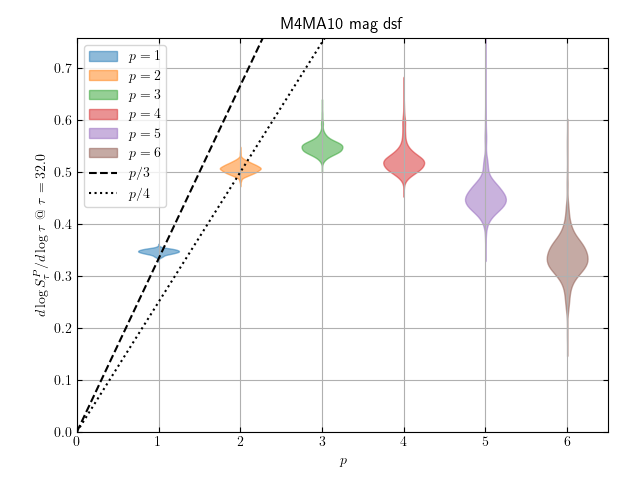 M4MA10 mag dsf
p = 1
p = 2
p = 3
p = 4
p = 5
p = 6
p/3
p/4
d log S_τ^P / d log τ @ τ = 32.0
0.7
0.6
0.5
0.4
0.3
0.2
0.1
0.0
0 1 2 3 4 5 6
p